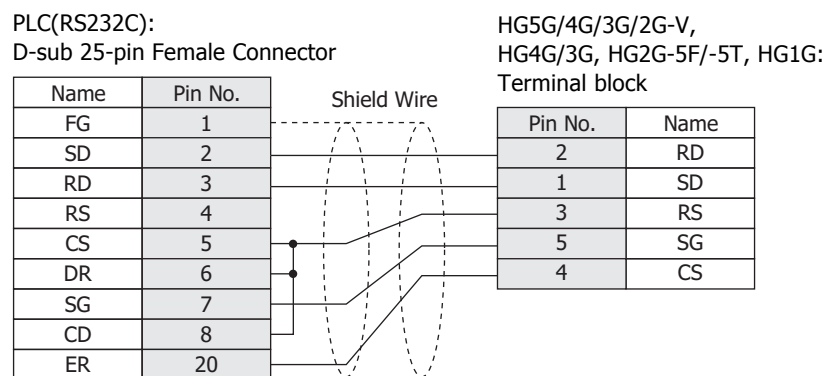 PLC(RS232C):
D-sub 25-pin Female Connector
HG5G/4G/3G/2G-V,
HG4G/3G, HG2G-5F/-5T, HG1G:
Terminal block
Name Pin No.
FG 1
SD 2
RD 3
RS 4
CS 5
DR 6
SG 7
CD 8
ER 20
Shield Wire
Pin No. Name
2 RD
1 SD
3 RS
5 SG
4 CS